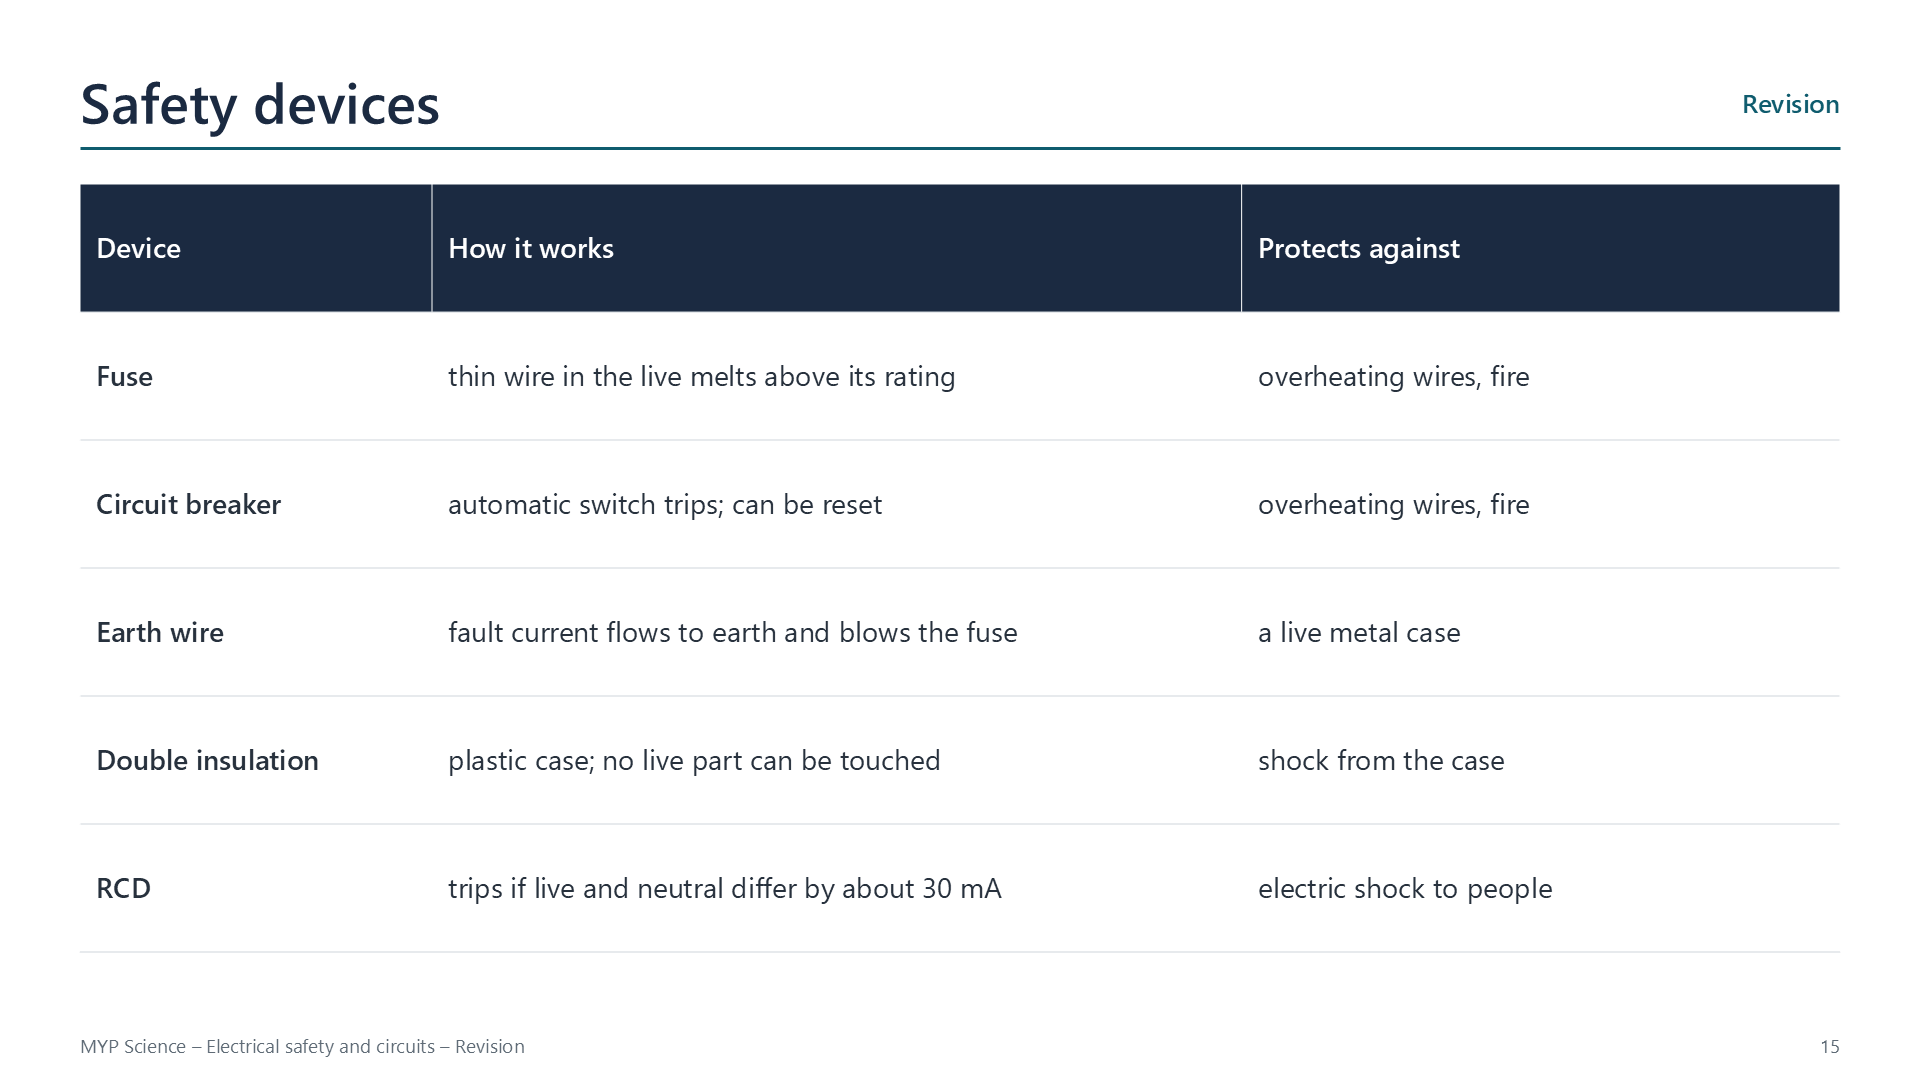 Safety devices
Revision
Device
How it works
Protects against
Fuse
thin wire in the live melts above its rating
overheating wires, fire
Circuit breaker
automatic switch trips; can be reset
overheating wires, fire
Earth wire
fault current flows to earth and blows the fuse
a live metal case
Double insulation
plastic case; no live part can be touched
shock from the case
RCD
trips if live and neutral differ by about 30 mA
electric shock to people
MYP Science – Electrical safety and circuits – Revision
15